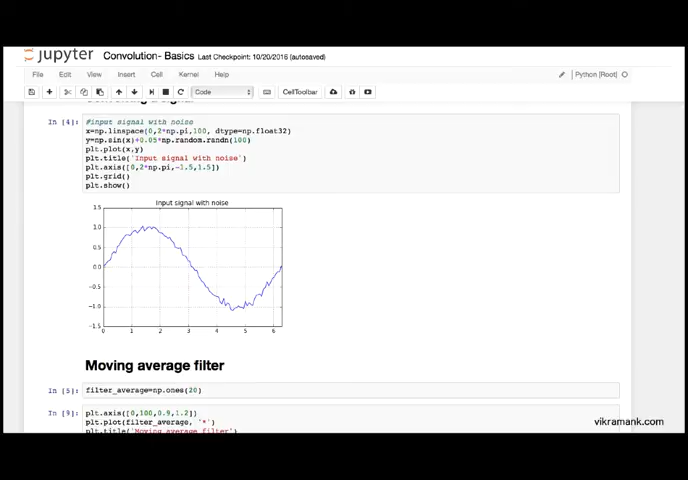 jupyter Convolution- Basics Last Checkpoint: 10/20/2016 (autosaved)
File Edit View Insert Cell Kernel Help
Python [Root]
Code CellToolbar
In [4]:
#input signal with noise
x=np.linspace(0,2*np.pi,100, dtype=np.float32)
y=np.sin(x)+0.05*np.random.randn(100)
plt.plot(x,y)
plt.title('Input signal with noise')
plt.axis([0,2*np.pi,-1.5,1.5])
plt.grid()
plt.show()
Input signal with noise
1.5
1.0
0.5
0.0
−0.5
−1.0
−1.5
0 1 2 3 4 5 6
Moving average filter
In [5]: filter_average=np.ones(20)
In [9]: plt.axis([0,100,0.9,1.2])
plt.plot(filter_average, '*')
plt.title('Moving average filter')
vikramank.com